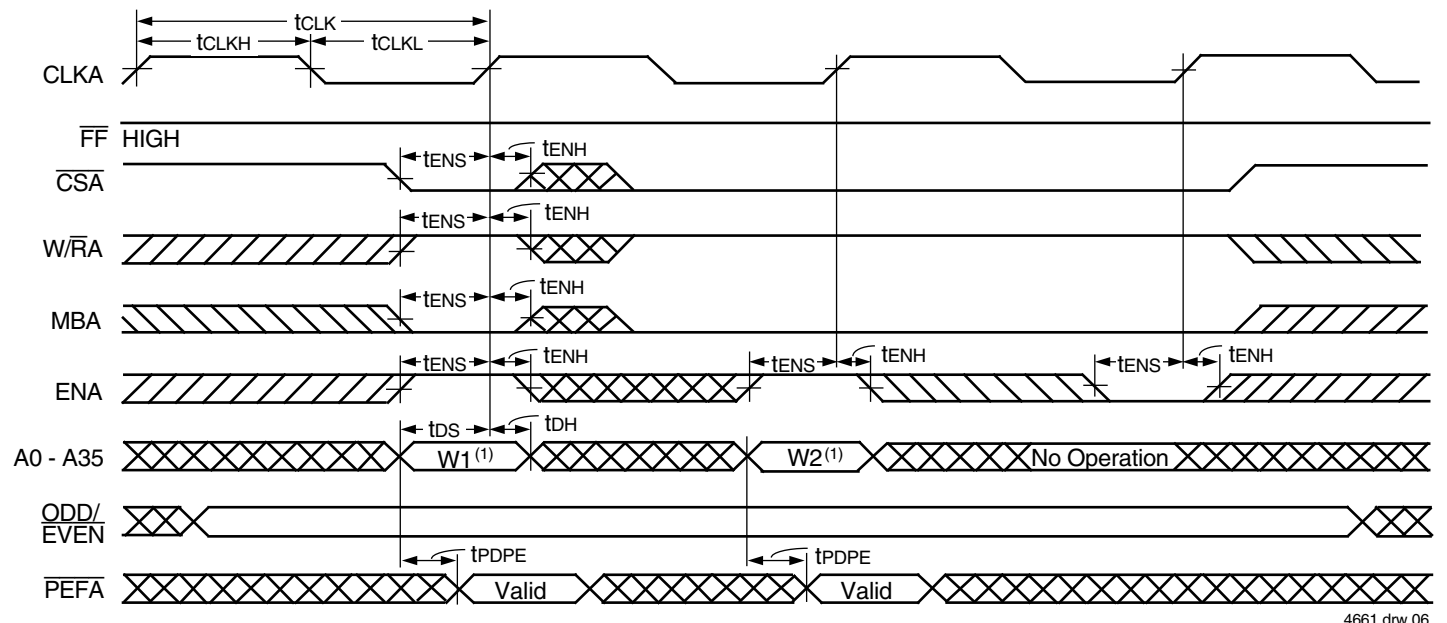 tCLK
tCLKH
tCLKL
CLKA
FF HIGH
tENS
tENH
CSA
tENS
tENH
W/RA
tENS
tENH
MBA
tENS
tENH
tENS
tENH
tENS
tENH
ENA
tDS
tDH
A0 - A35
W1(1)
W2(1)
No Operation
ODD/
EVEN
tPDPE
tPDPE
PEFA
Valid
Valid
4661 drw 06